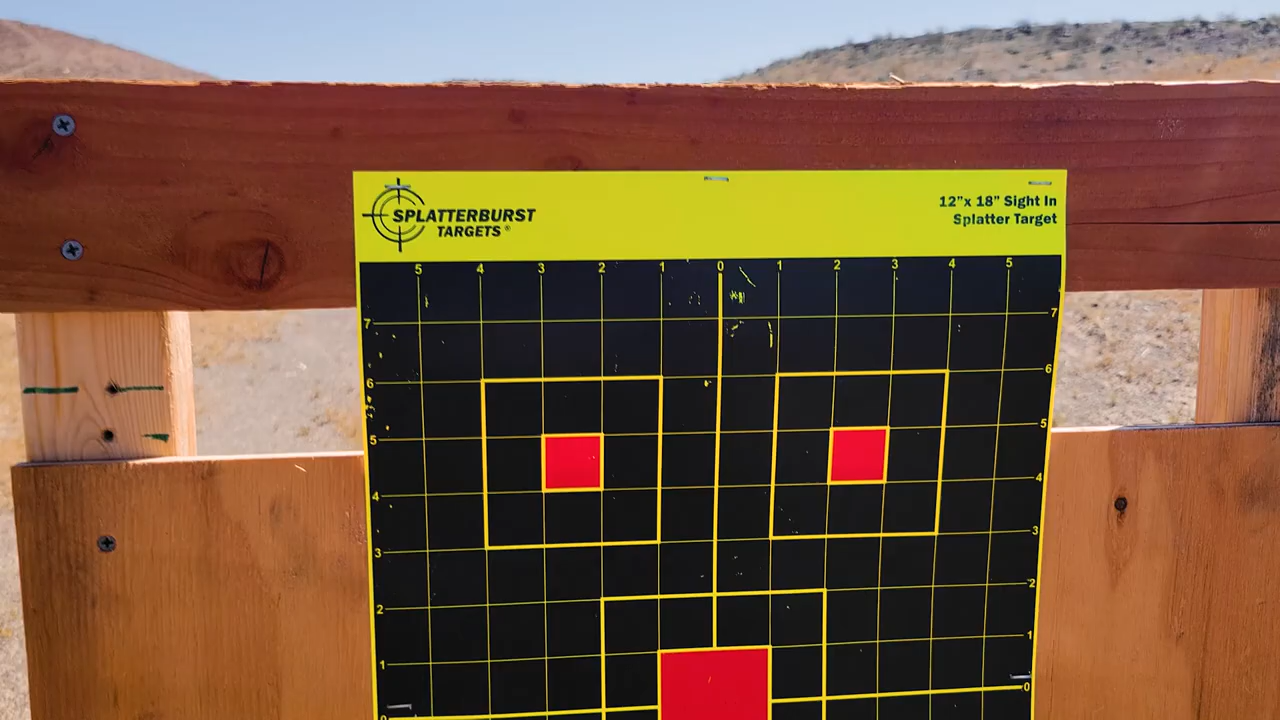 SPLATTERBURST
TARGETS®
12"x 18" Sight In
Splatter Target
5 4 3 2 1 0 1 2 3 4 5
7 7
6 6
5 5
4 4
3 3
2 2
1 1
0 0